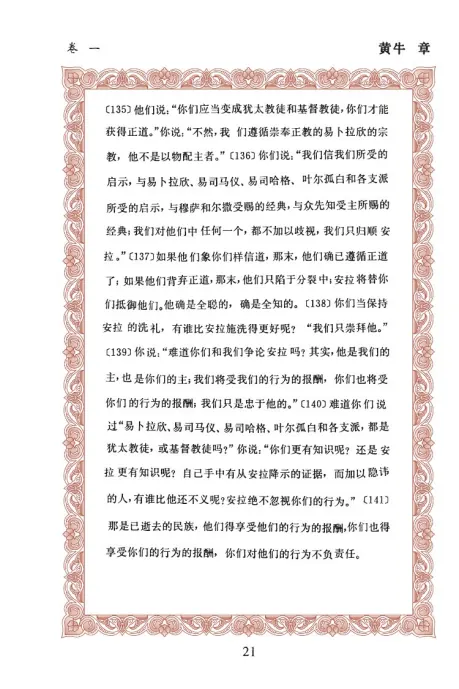 卷 一
黄牛 章
〔135〕他们说:“你们应当变成犹太教徒和基督教徒,你们才能
获得正道。”你说:“不然,我 们遵循崇奉正教的易卜拉欣的宗
教,他不是以物配主者。”〔136〕你们说:“我们信我们所受的
启示,与易卜拉欣、易司马仪、易司哈格、叶尔孤白和各支派
所受的启示,与穆萨和尔撒受赐的经典,与众先知受主所赐的
经典;我们对他们中任何一个,都不加以歧视,我们只归顺 安
拉。”〔137〕如果他们象你们样信道,那末,他们确已遵循正道
了;如果他们背弃正道,那末,他们只陷于分裂中;安拉将替你
们抵御他们。他确是全聪的,确是全知的。〔138〕你们当保持
安拉 的洗礼,有谁比安拉施洗得更好呢?“我们只崇拜他。”
〔139〕你说:“难道你们和我们争论安拉 吗?其实,他是我们的
主,也是你们的主;我们将受我们的行为的报酬,你们也将受
你们的行为的报酬;我们只是忠于他的。”〔140〕难道你们说
过“易卜拉欣、易司马仪、易司哈格、叶尔孤白和各支派,都是
犹太教徒,或基督教徒吗?”你说:“你们更有知识呢?还是安
拉 更有知识呢?自己手中有从安拉降示的证据,而加以隐讳
的人,有谁比他还不义呢?安拉绝不忽视你们的行为。”〔141〕
那是已逝去的民族,他们得享受他们的行为的报酬,你们也得
享受你们的行为的报酬,你们对他们的行为不负责任。
21